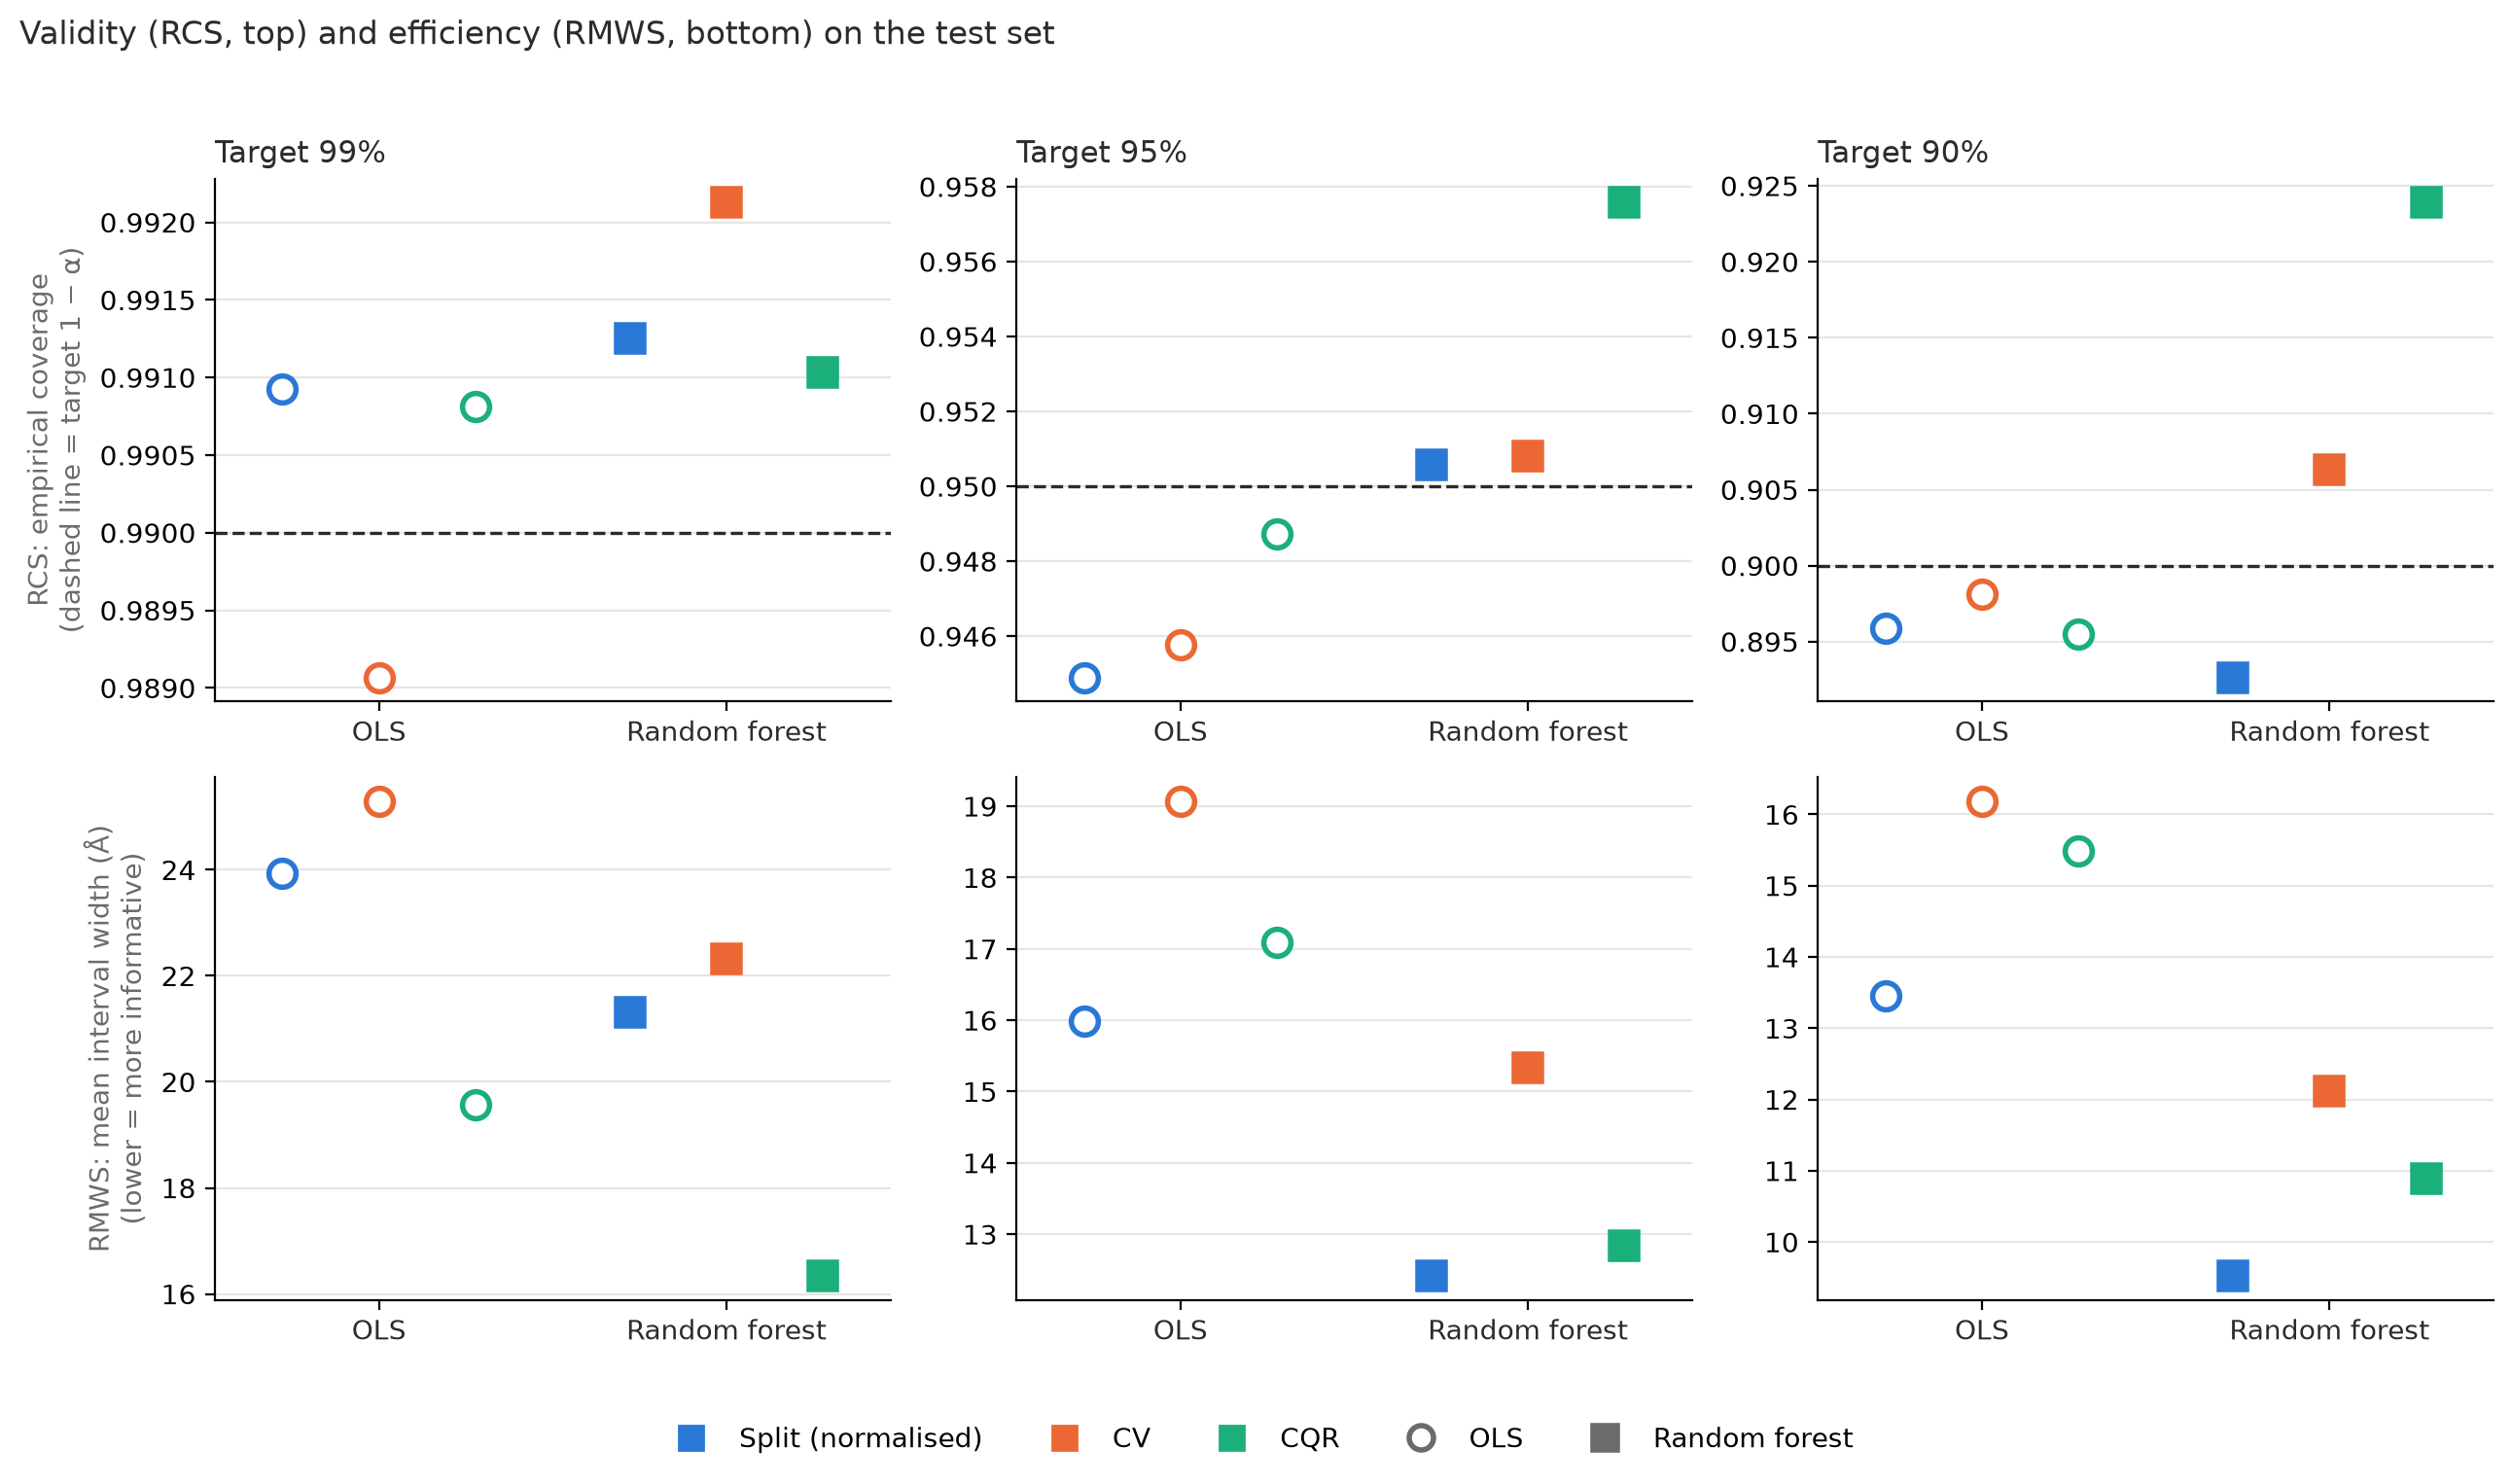 Validity (RCS, top) and efficiency (RMWS, bottom) on the test set
Target 99%
Target 95%
Target 90%
RCS: empirical coverage
(dashed line = target 1 − α)
0.9920
0.9915
0.9910
0.9905
0.9900
0.9895
0.9890
OLS
Random forest
0.958
0.956
0.954
0.952
0.950
0.948
0.946
OLS
Random forest
0.925
0.920
0.915
0.910
0.905
0.900
0.895
OLS
Random forest
RMWS: mean interval width (Å)
(lower = more informative)
24
22
20
18
16
OLS
Random forest
19
18
17
16
15
14
13
OLS
Random forest
16
15
14
13
12
11
10
OLS
Random forest
Split (normalised)
CV
CQR
OLS
Random forest